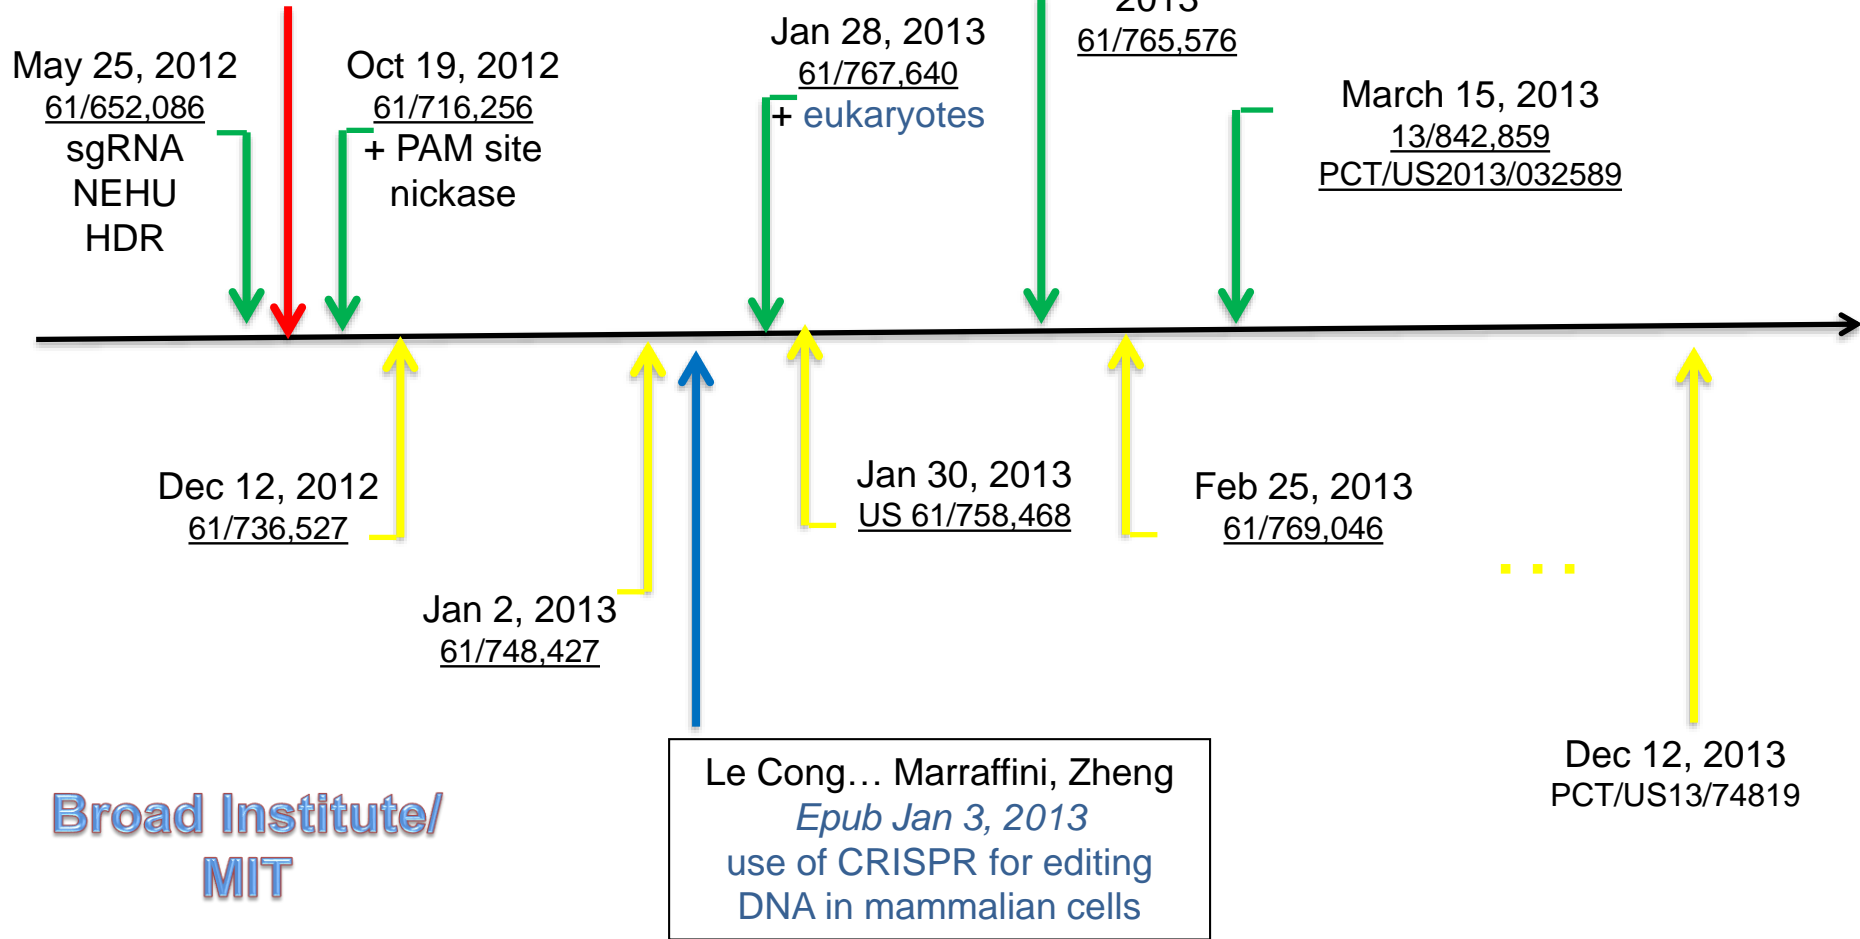 May 25, 2012
61/652,086
sgRNA
NEHU
HDR
Oct 19, 2012
61/716,256
+ PAM site
nickase
Jan 28, 2013
61/767,640
+ eukaryotes
2013
61/765,576
March 15, 2013
13/842,859
PCT/US2013/032589
Dec 12, 2012
61/736,527
Jan 2, 2013
61/748,427
Jan 30, 2013
US 61/758,468
Feb 25, 2013
61/769,046
. . .
Le Cong... Marraffini, Zheng
Epub Jan 3, 2013
use of CRISPR for editing
DNA in mammalian cells
Dec 12, 2013
PCT/US13/74819
Broad Institute/
MIT